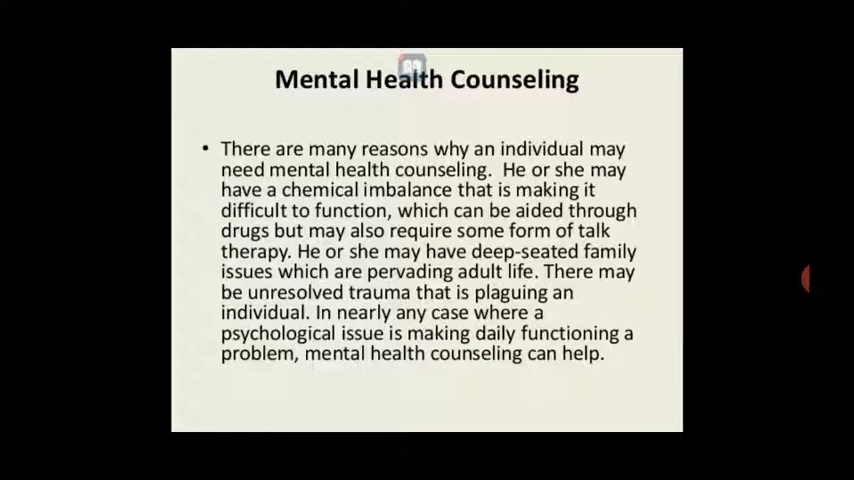 Mental Health Counseling
• There are many reasons why an individual may
need mental health counseling.  He or she may
have a chemical imbalance that is making it
difficult to function, which can be aided through
drugs but may also require some form of talk
therapy. He or she may have deep-seated family
issues which are pervading adult life. There may
be unresolved trauma that is plaguing an
individual. In nearly any case where a
psychological issue is making daily functioning a
problem, mental health counseling can help.